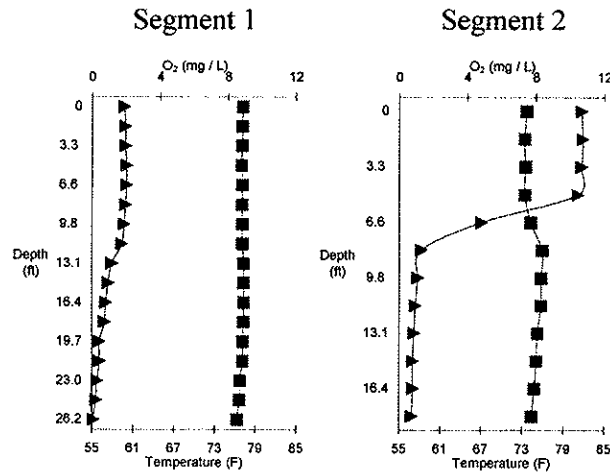 Segment 1
Segment 2
0 4 8 12
O₂ (mg / L)
0
3.3
6.6
9.8
13.1
16.4
19.7
23.0
26.2
Depth
(ft)
55 61 67 73 79 85
Temperature (F)
0 4 8 12
O₂ (mg / L)
0
3.3
6.6
9.8
13.1
16.4
Depth
(ft)
55 61 67 73 79 85
Temperature (F)